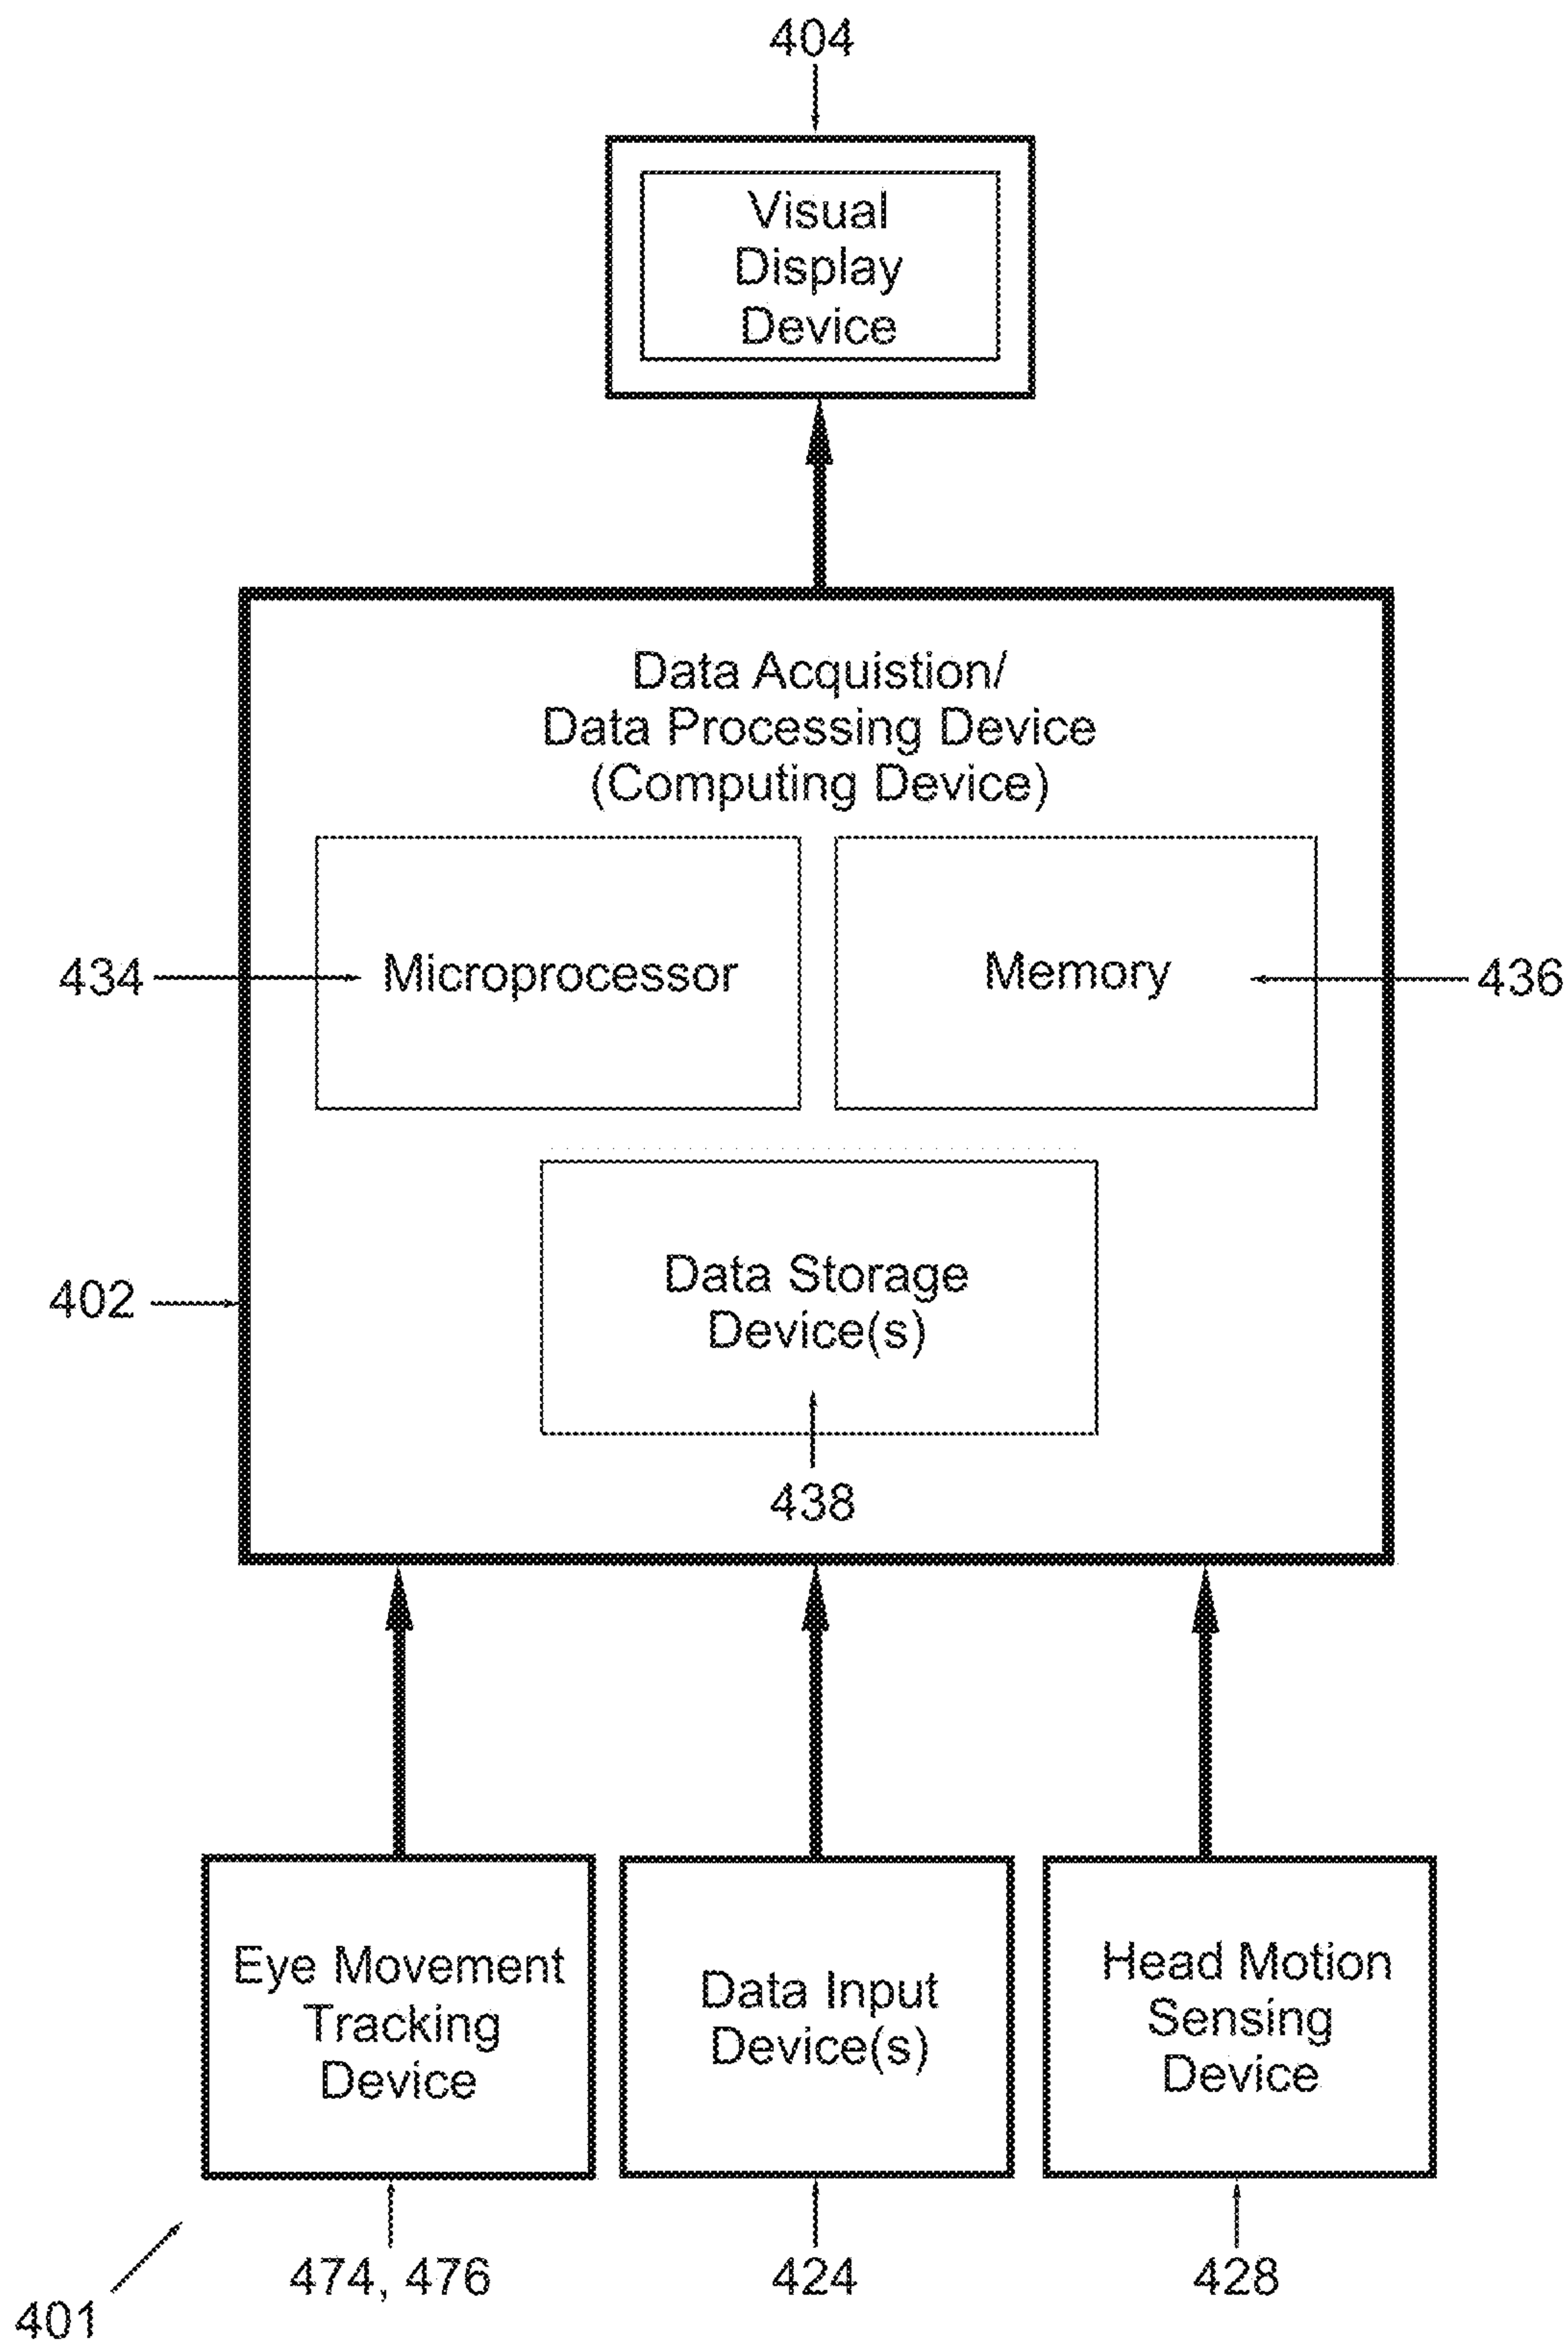 404
Visual
Display
Device
Data Acquistion/
Data Processing Device
(Computing Device)
434
Microprocessor
Memory
436
Data Storage
Device(s)
402
438
Eye Movement
Tracking
Device
Data Input
Device(s)
Head Motion
Sensing
Device
474, 476
424
428
401